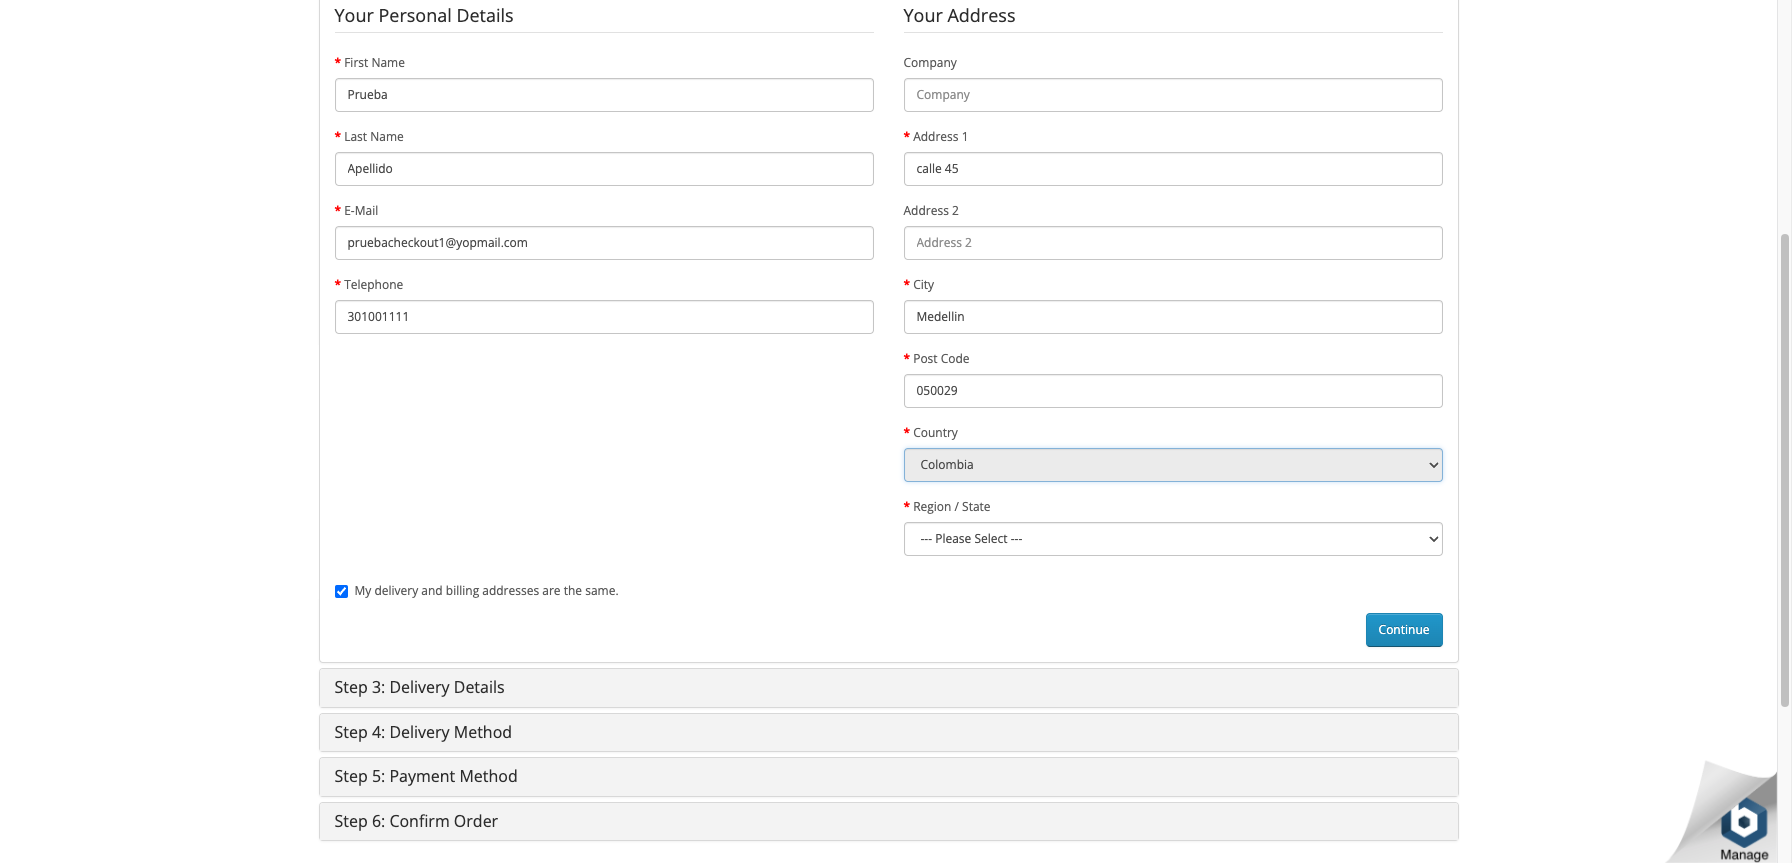 Your Personal Details
* First Name
Prueba
* Last Name
Apellido
* E-Mail
pruebacheckout1@yopmail.com
* Telephone
301001111
Your Address
Company
Company
* Address 1
calle 45
Address 2
Address 2
* City
Medellin
* Post Code
050029
* Country
Colombia
* Region / State
--- Please Select ---
My delivery and billing addresses are the same.
Continue
Step 3: Delivery Details
Step 4: Delivery Method
Step 5: Payment Method
Step 6: Confirm Order
Manage